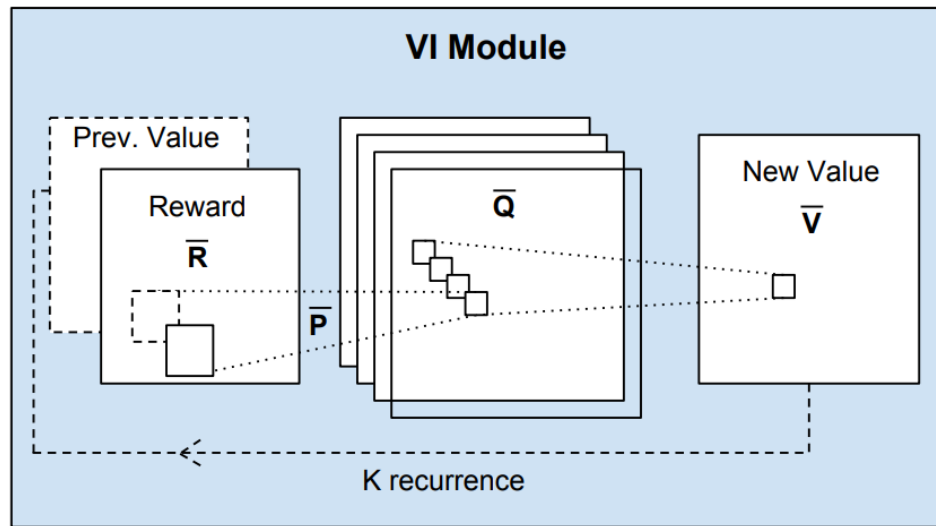 VI Module
Prev. Value
Reward
R̅
P̅
Q̅
New Value
V̅
K recurrence